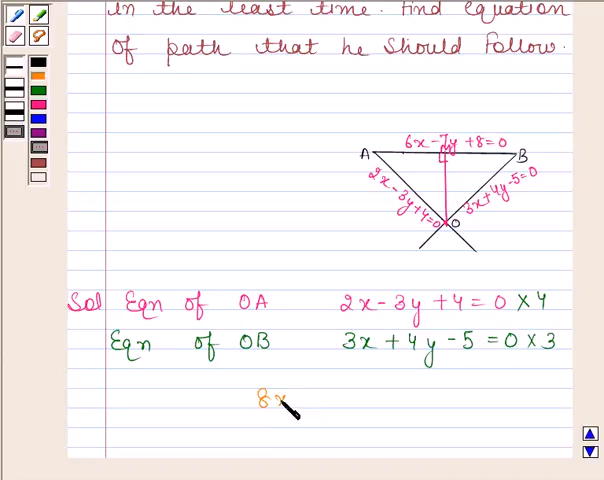 in the least time. Find equation
of path that he should follow.
6x - 7y + 8 = 0
A
B
2x - 3y + 4 = 0
3x + 4y - 5 = 0
O
Sol Eqn of OA 2x - 3y + 4 = 0 × 4
Eqn of OB 3x + 4y - 5 = 0 × 3
8x